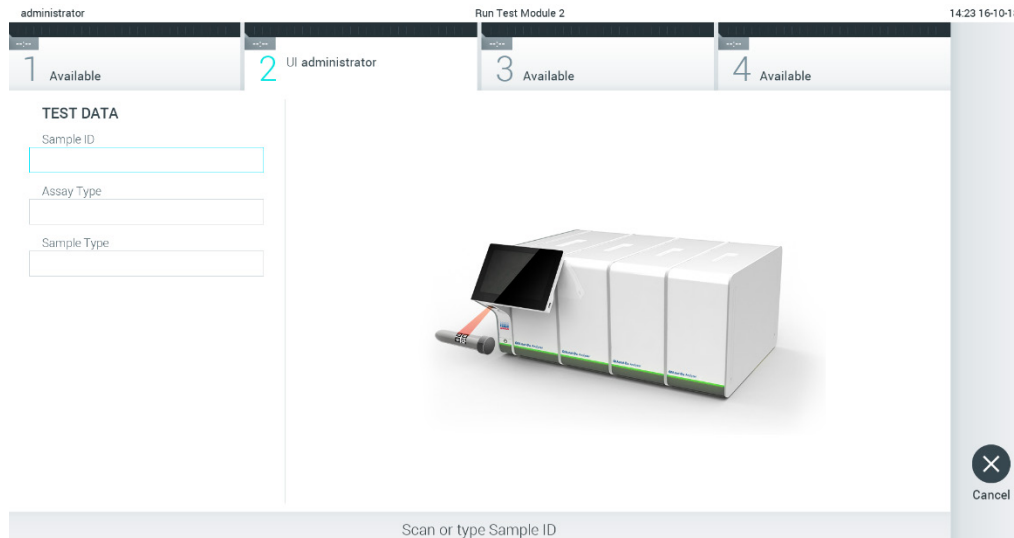 administrator
Run Test Module 2
14:23 16-10-1
--:--
--:--
--:--
--:--
1 Available
2 UI administrator
3 Available
4 Available
TEST DATA
Sample ID
Assay Type
Sample Type
Cancel
Scan or type Sample ID